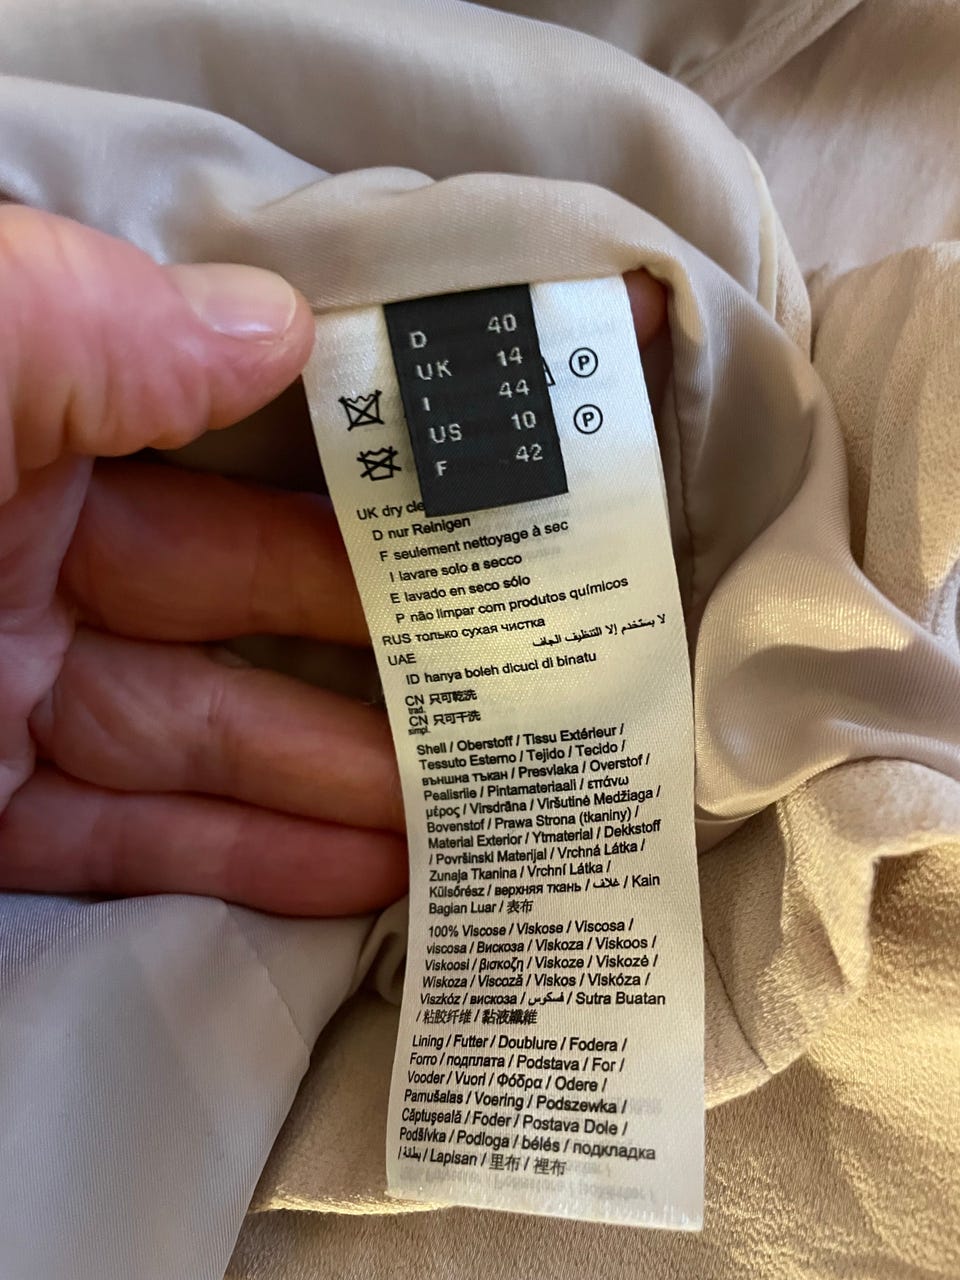 D 40
UK 14
I 44
US 10
F 42
P
P
UK dry cle
D nur Reinigen
F seulement nettoyage à sec
I lavare solo a secco
E lavado en seco sólo
P não limpar com produtos químicos
RUS только сухая чистка
UAE لا يستخدم إلا التنظيف الجاف
ID hanya boleh dicuci di binatu
CN trad. 只可乾洗
CN simpl. 只可干洗
Shell / Oberstoff / Tissu Extérieur /
Tessuto Esterno / Tejido / Tecido /
външна тъкан / Presvlaka / Overstof /
Pealisriie / Pintamateriaali / επάνω
μέρος / Virsdrāna / Viršutinė Medžiaga /
Bovenstof / Prawa Strona (tkaniny) /
Material Exterior / Ytmaterial / Dekkstoff
/ Površinski Materijal / Vrchná Látka /
Zunaja Tkanina / Vrchní Látka /
Külsőrész / верхняя ткань / غلاف / Kain
Bagian Luar / 表布
100% Viscose / Viskose / Viscosa /
viscosa / Вискоза / Viskoza / Viskoos /
Viskoosi / βισκοζη / Viskoze / Viskozė /
Wiskoza / Viscoză / Viskos / Viskóza /
Viszkóz / вискоза / فسكوس / Sutra Buatan
/ 粘胶纤维 / 黏液纖維
Lining / Futter / Doublure / Fodera /
Forro / подплата / Podstava / For /
Vooder / Vuori / Φόδρα / Odere /
Pamušalas / Voering / Podszewka /
Căptuşeală / Foder / Postava Dole /
Podšívka / Podloga / bélés / подкладка
/ بطانة / Lapisan / 里布 / 裡布